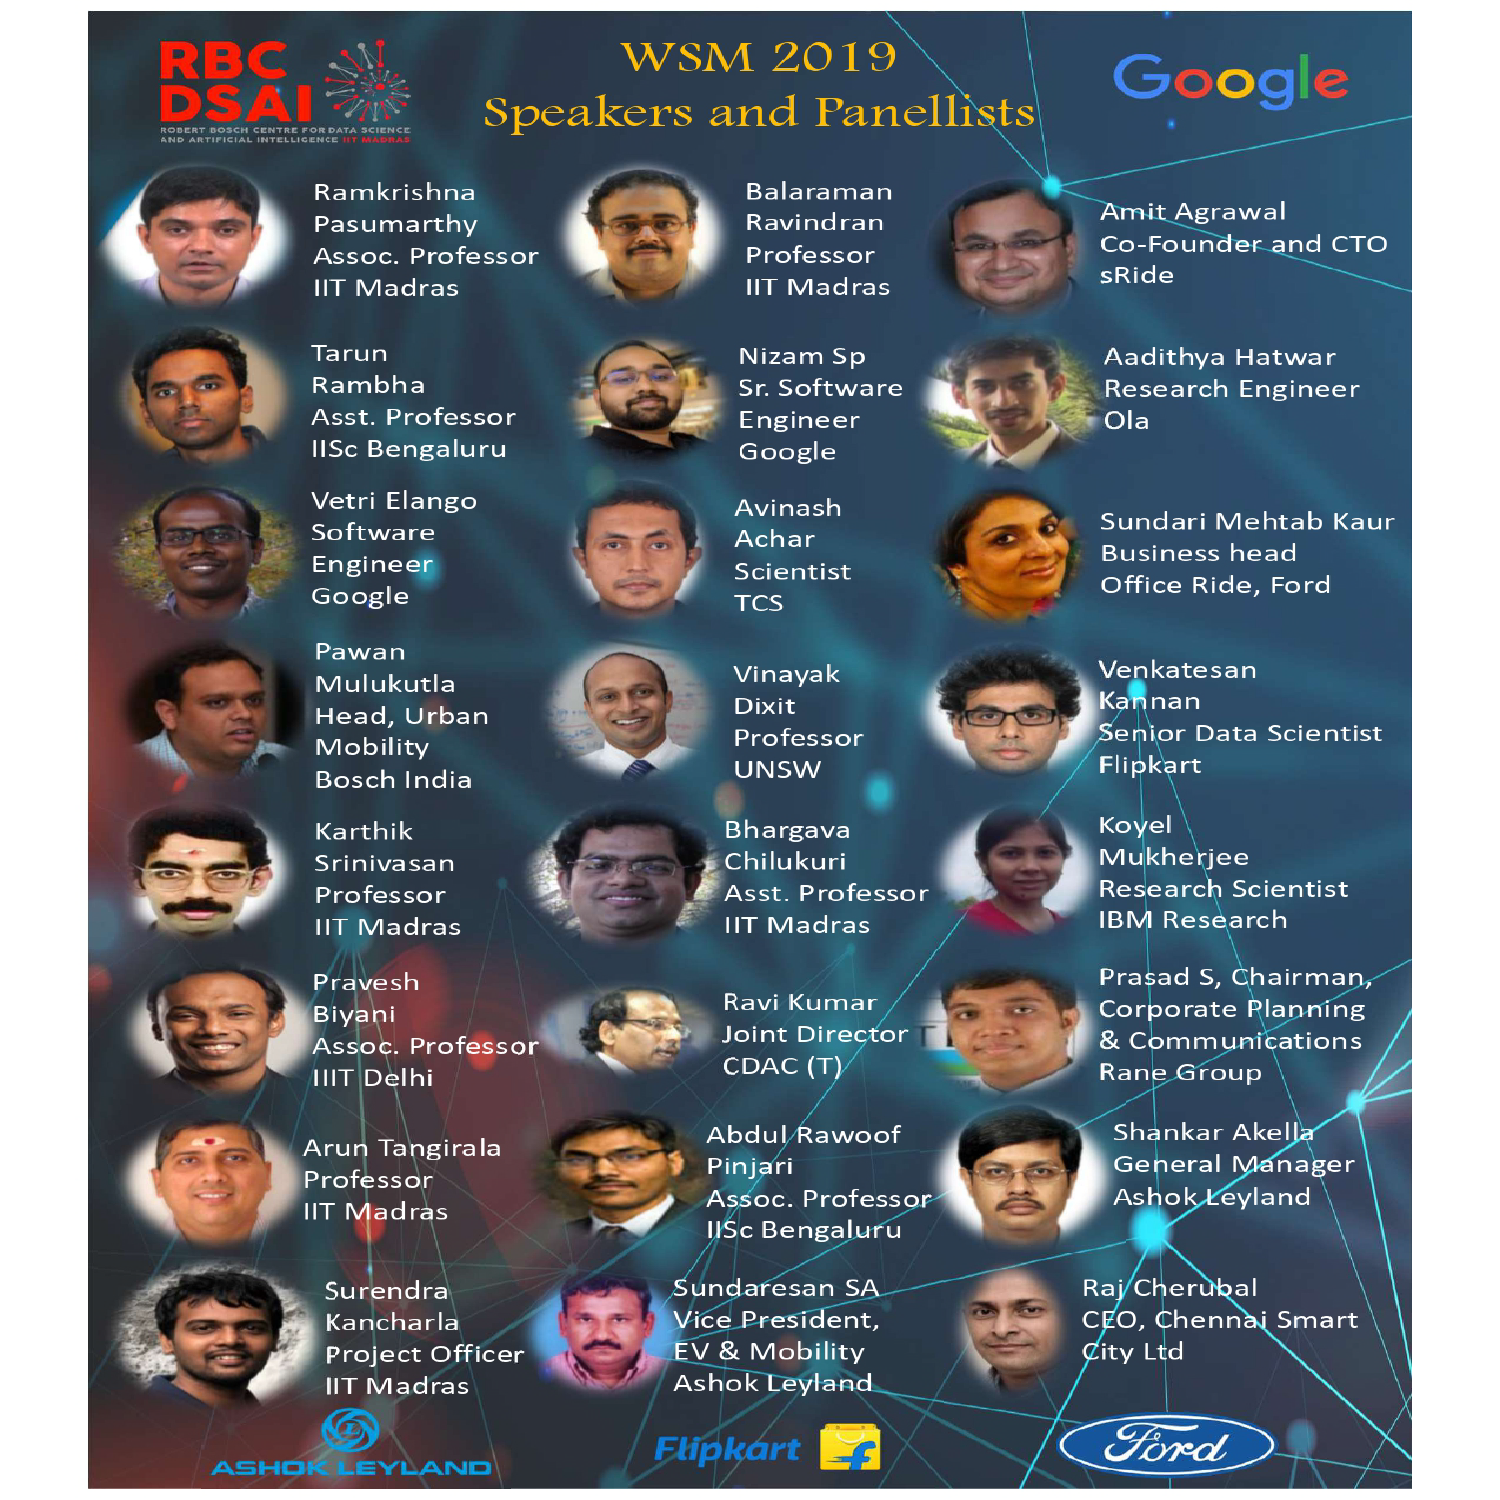 RBC
DSAI
ROBERT BOSCH CENTRE FOR DATA SCIENCE
AND ARTIFICIAL INTELLIGENCE IIT MADRAS
WSM 2019
Speakers and Panellists
Google
Ramkrishna
Pasumarthy
Assoc. Professor
IIT Madras
Balaraman
Ravindran
Professor
IIT Madras
Amit Agrawal
Co-Founder and CTO
sRide
Tarun
Rambha
Asst. Professor
IISc Bengaluru
Nizam Sp
Sr. Software
Engineer
Google
Aadithya Hatwar
Research Engineer
Ola
Vetri Elango
Software
Engineer
Google
Avinash
Achar
Scientist
TCS
Sundari Mehtab Kaur
Business head
Office Ride, Ford
Pawan
Mulukutla
Head, Urban
Mobility
Bosch India
Vinayak
Dixit
Professor
UNSW
Venkatesan
Kannan
Senior Data Scientist
Flipkart
Karthik
Srinivasan
Professor
IIT Madras
Bhargava
Chilukuri
Asst. Professor
IIT Madras
Koyel
Mukherjee
Research Scientist
IBM Research
Pravesh
Biyani
Assoc. Professor
IIIT Delhi
Ravi Kumar
Joint Director
CDAC (T)
Prasad S, Chairman,
Corporate Planning
& Communications
Rane Group
Arun Tangirala
Professor
IIT Madras
Abdul Rawoof
Pinjari
Assoc. Professor
IISc Bengaluru
Shankar Akella
General Manager
Ashok Leyland
Surendra
Kancharla
Project Officer
IIT Madras
Sundaresan SA
Vice President,
EV & Mobility
Ashok Leyland
Raj Cherubal
CEO, Chennai Smart
City Ltd
ASHOK LEYLAND
Flipkart
Ford